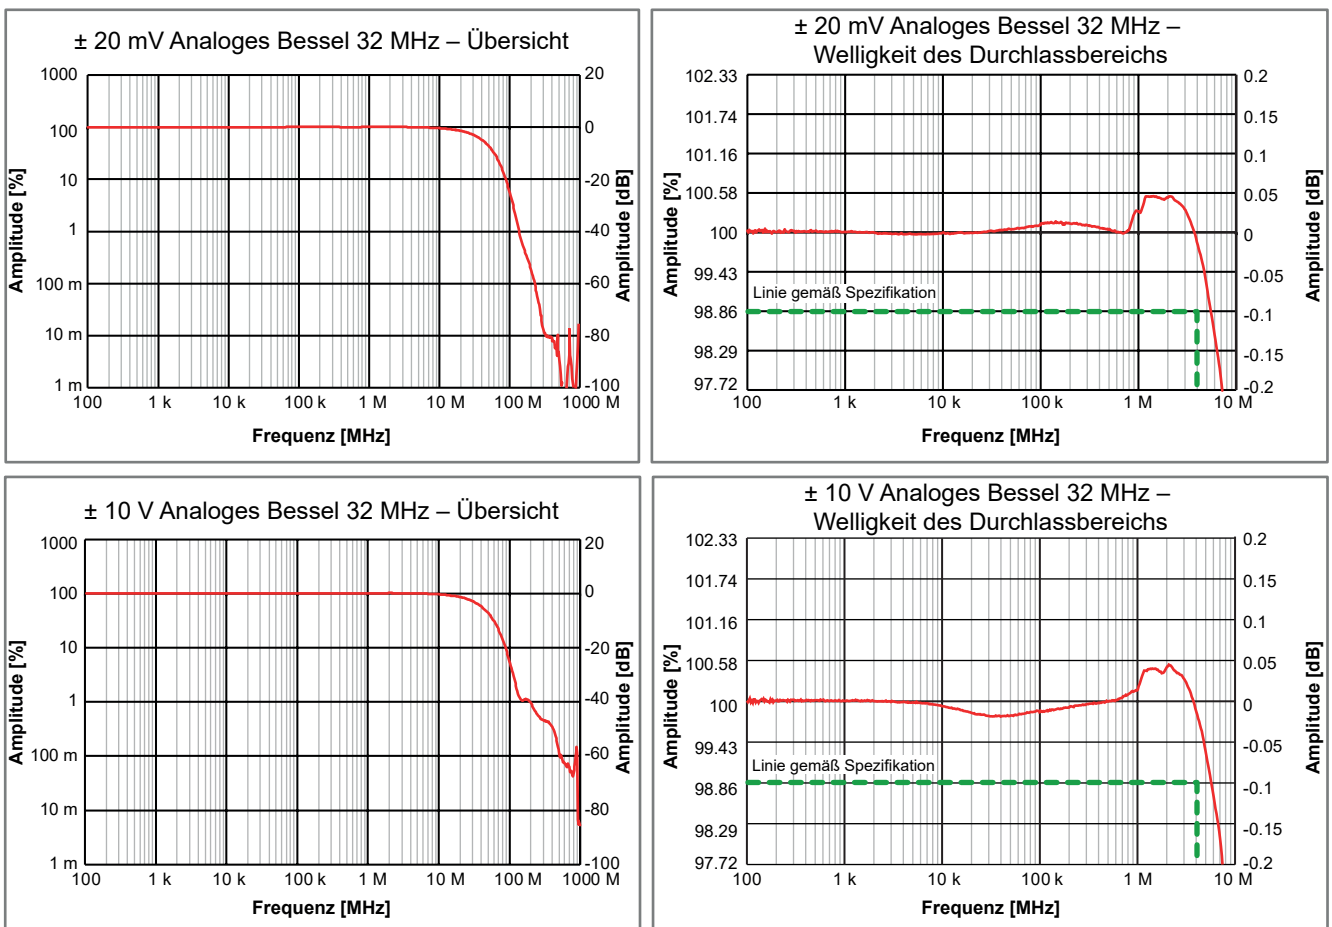 ± 20 mV Analoges Bessel 32 MHz – Übersicht
1000
100
10
1
100 m
10 m
1 m
20
0
-20
-40
-60
-80
-100
100 1 k 10 k 100 k 1 M 10 M 100 M 1000 M
Amplitude [%]
Amplitude [dB]
Frequenz [MHz]
± 20 mV Analoges Bessel 32 MHz –
Welligkeit des Durchlassbereichs
102.33
101.74
101.16
100.58
100
99.43
98.86
98.29
97.72
0.2
0.15
0.1
0.05
0
-0.05
-0.1
-0.15
-0.2
Linie gemäß Spezifikation
100 1 k 10 k 100 k 1 M 10 M
Amplitude [%]
Amplitude [dB]
Frequenz [MHz]
± 10 V Analoges Bessel 32 MHz – Übersicht
1000
100
10
1
100 m
10 m
1 m
20
0
-20
-40
-60
-80
-100
100 1 k 10 k 100 k 1 M 10 M 100 M 1000 M
Amplitude [%]
Amplitude [dB]
Frequenz [MHz]
± 10 V Analoges Bessel 32 MHz –
Welligkeit des Durchlassbereichs
102.33
101.74
101.16
100.58
100
99.43
98.86
98.29
97.72
0.2
0.15
0.1
0.05
0
-0.05
-0.1
-0.15
-0.2
Linie gemäß Spezifikation
100 1 k 10 k 100 k 1 M 10 M
Amplitude [%]
Amplitude [dB]
Frequenz [MHz]